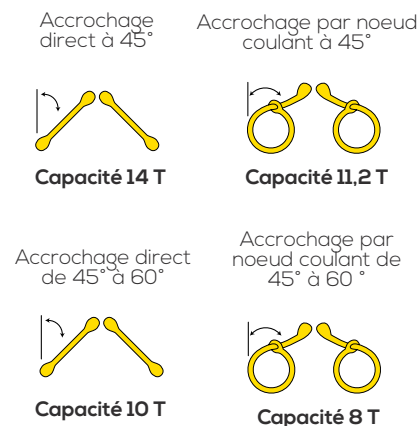 Accrochage
direct à 45°
Capacité 14 T
Accrochage par noeud
coulant à 45°
Capacité 11,2 T
Accrochage direct
de 45° à 60°
Capacité 10 T
Accrochage par
noeud coulant de
45° à 60 °
Capacité 8 T